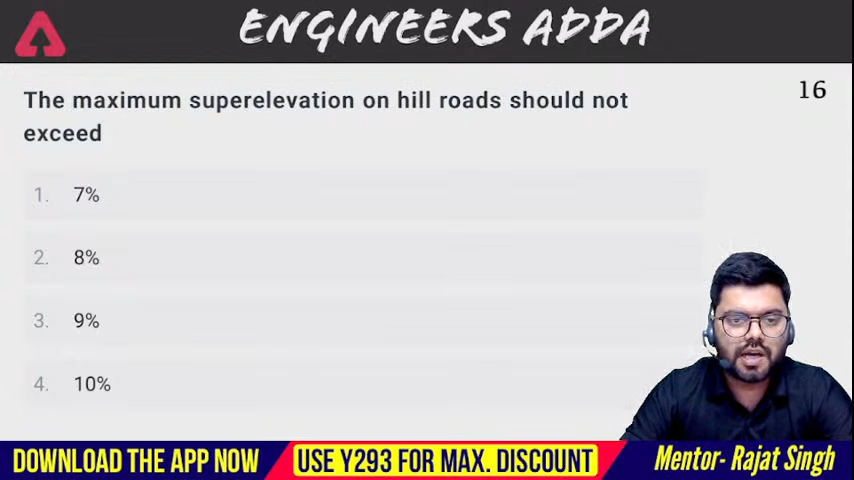 ENGINEERS ADDA
The maximum superelevation on hill roads should not
exceed
16
1. 7%
2. 8%
3. 9%
4. 10%
DOWNLOAD THE APP NOW
USE Y293 FOR MAX. DISCOUNT
Mentor- Rajat Singh